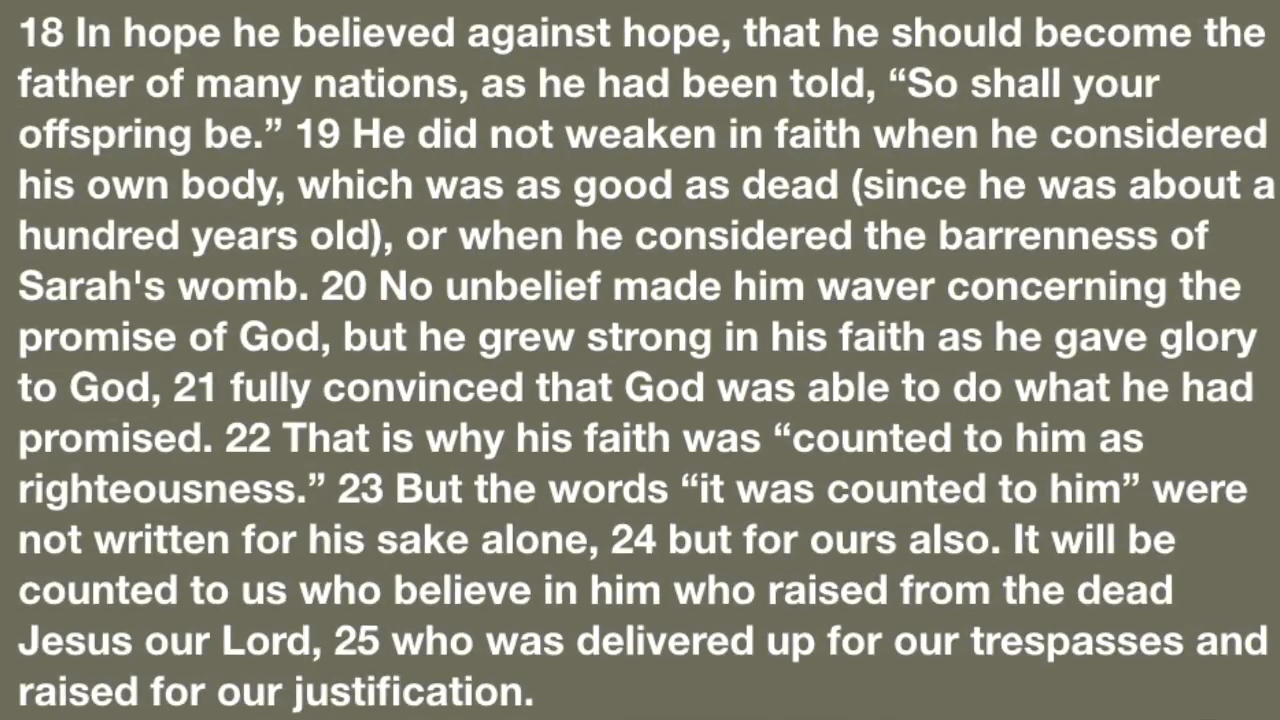 18 In hope he believed against hope, that he should become the
father of many nations, as he had been told, “So shall your
offspring be.” 19 He did not weaken in faith when he considered
his own body, which was as good as dead (since he was about a
hundred years old), or when he considered the barrenness of
Sarah's womb. 20 No unbelief made him waver concerning the
promise of God, but he grew strong in his faith as he gave glory
to God, 21 fully convinced that God was able to do what he had
promised. 22 That is why his faith was “counted to him as
righteousness.” 23 But the words “it was counted to him” were
not written for his sake alone, 24 but for ours also. It will be
counted to us who believe in him who raised from the dead
Jesus our Lord, 25 who was delivered up for our trespasses and
raised for our justification.